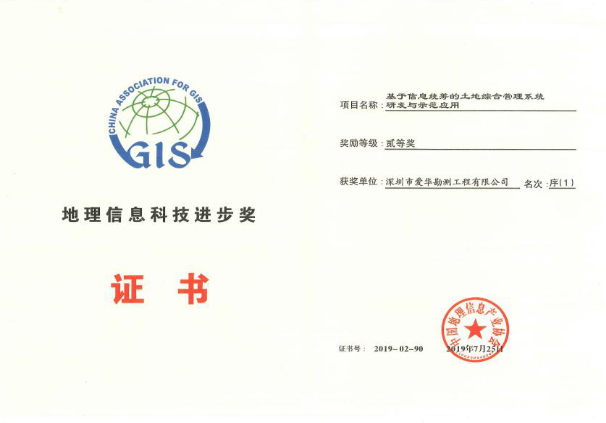 CHINA ASSOCIATION FOR GIS
GIS
地理信息科技进步奖
证书
项目名称：基于信息统筹的土地综合管理系统
研发与示范应用
奖励等级：贰等奖
获奖单位：深圳市爱华勘测工程有限公司 名次：序(1)
中国地理信息产业协会
证书号： 2019-02-90
2019年7月25日